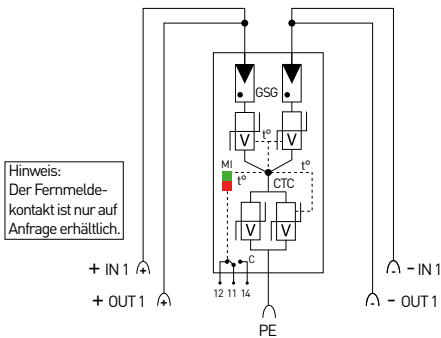 GSG
V
V
t°
t°
MI
t°
CTC
V
V
Hinweis:
Der Fernmelde-
kontakt ist nur auf
Anfrage erhältlich.
C
12 11 14
+ IN 1 +
- - IN 1
+ OUT 1 +
- - OUT 1
PE